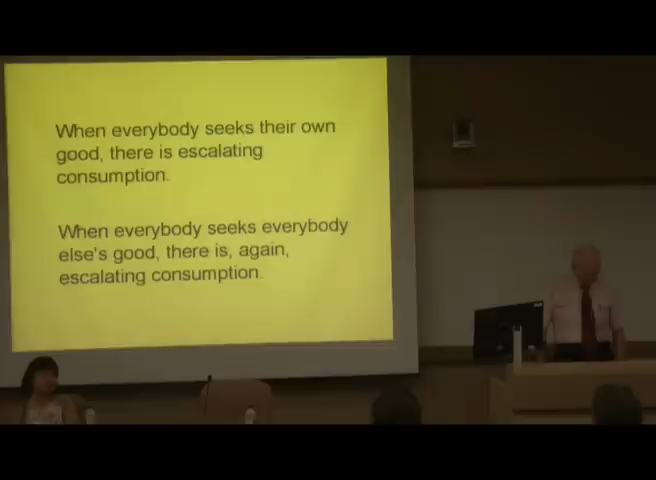 When everybody seeks their own
good, there is escalating
consumption.
When everybody seeks everybody
else's good, there is, again,
escalating consumption.